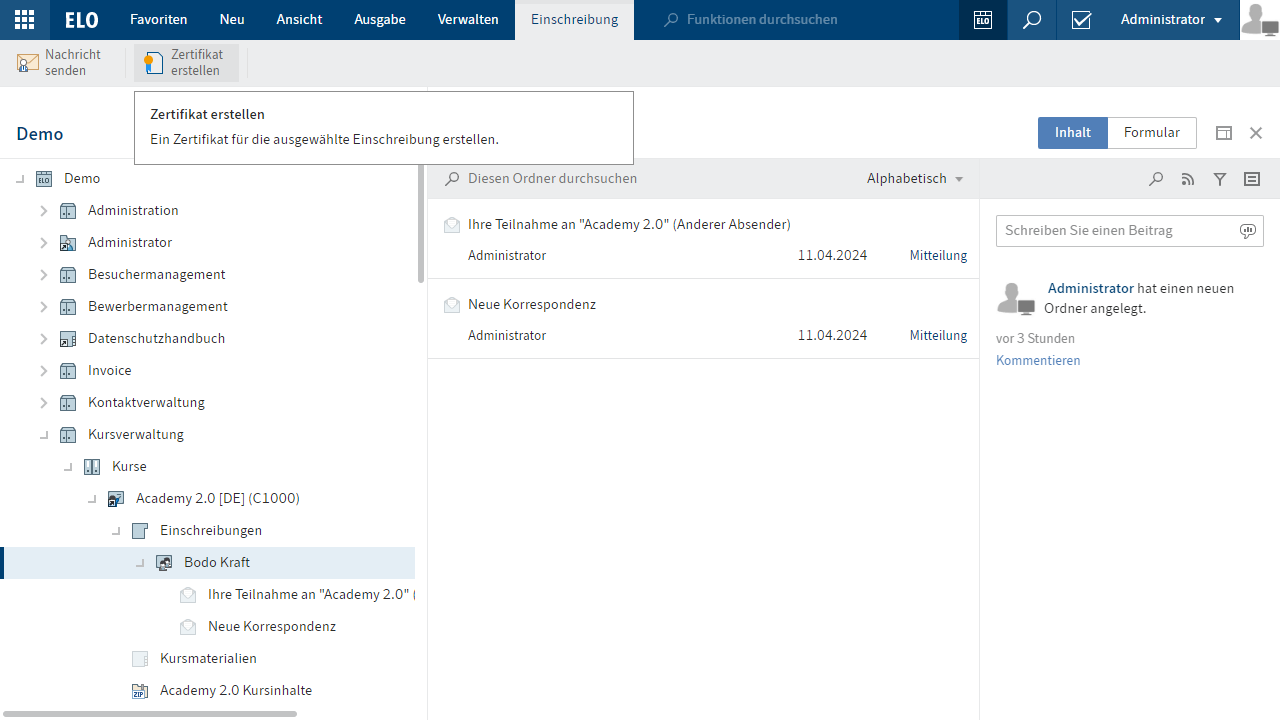 ELO Favoriten Neu Ansicht Ausgabe Verwalten Einschreibung Funktionen durchsuchen ELO Administrator
Nachricht senden
Zertifikat erstellen
Zertifikat erstellen
Ein Zertifikat für die ausgewählte Einschreibung erstellen.
Demo
Inhalt Formular
ELO Demo
Administration
Administrator
Besuchermanagement
Bewerbermanagement
Datenschutzhandbuch
Invoice
Kontaktverwaltung
Kursverwaltung
Kurse
Academy 2.0 [DE] (C1000)
Einschreibungen
Bodo Kraft
Ihre Teilnahme an "Academy 2.0" (
Neue Korrespondenz
Kursmaterialien
ZIP Academy 2.0 Kursinhalte
Diesen Ordner durchsuchen Alphabetisch
Ihre Teilnahme an "Academy 2.0" (Anderer Absender)
Administrator 11.04.2024 Mitteilung
Neue Korrespondenz
Administrator 11.04.2024 Mitteilung
Schreiben Sie einen Beitrag
Administrator hat einen neuen
Ordner angelegt.
vor 3 Stunden
Kommentieren